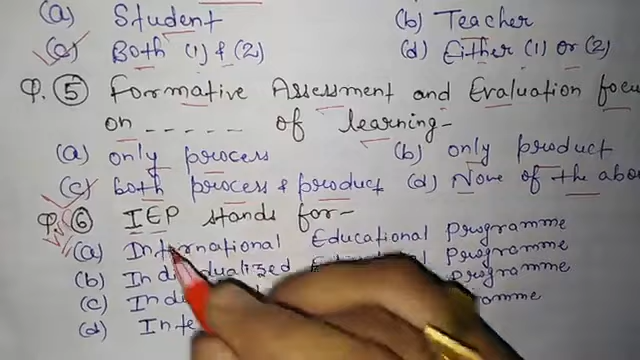 (a) Student (b) Teacher
(c) Both (1) & (2) (d) Either (1) or (2)
Q. 5 Formative Assessment and Evaluation focu
on _ _ _ _ _ of learning-
(a) only process (b) only product
(c) both process & product (d) None of the abo
Q. 6 IEP stands for-
(a) International Educational Programme
(b) Individualized Programme
(c) Programme
(d)